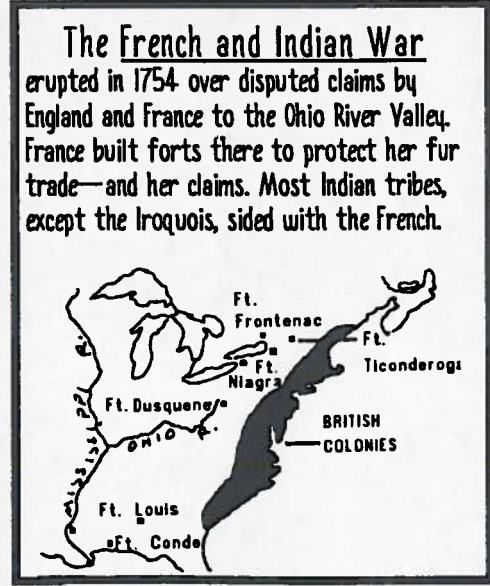 The French and Indian War
erupted in 1754 over disputed claims by
England and France to the Ohio River Valley.
France built forts there to protect her fur
trade—and her claims. Most Indian tribes,
except the Iroquois, sided with the French.
Ft.
Frontenac
Ft.
Ticonderoga
Ft.
Niagra
Ft. Dusquene
MISSISSIPPI R.
OHIO R.
BRITISH
COLONIES
Ft. Louis
Ft. Conde